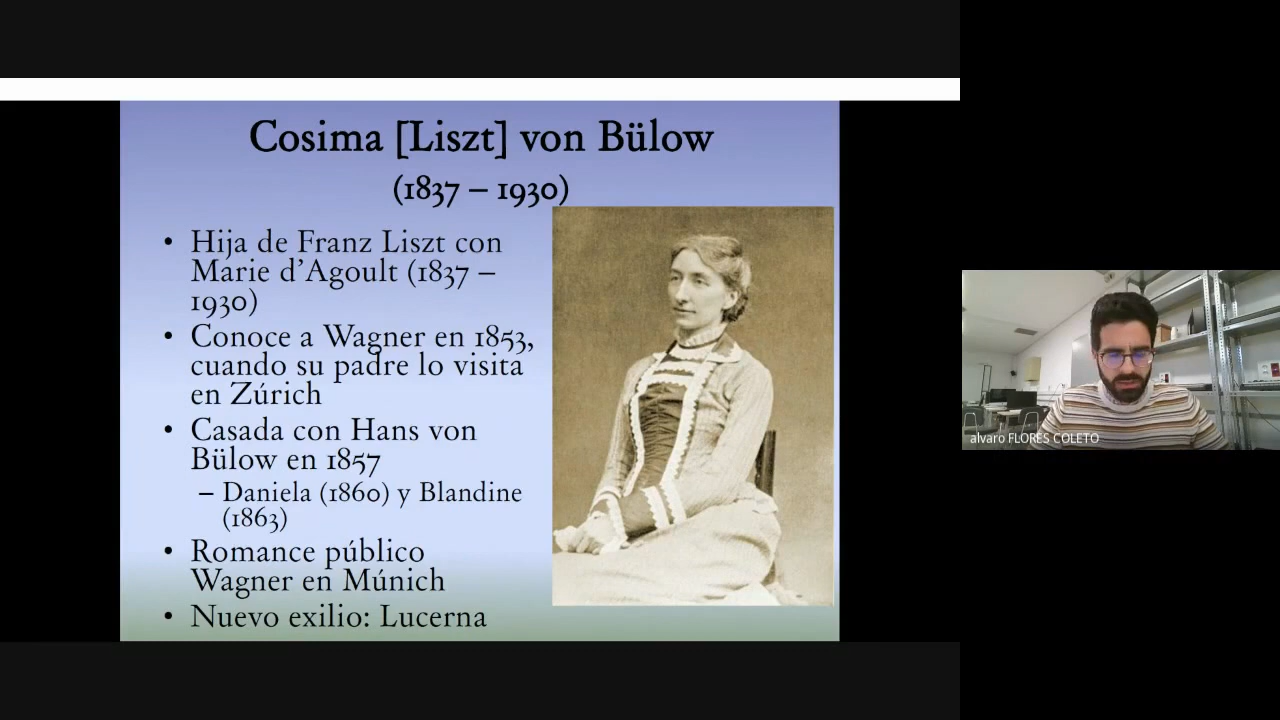 Cosima [Liszt] von Bülow
(1837 – 1930)
• Hija de Franz Liszt con
Marie d’Agoult (1837 –
1930)
• Conoce a Wagner en 1853,
cuando su padre lo visita
en Zúrich
• Casada con Hans von
Bülow en 1857
– Daniela (1860) y Blandine
(1863)
• Romance público
Wagner en Múnich
• Nuevo exilio: Lucerna
alvaro FLORES COLETO